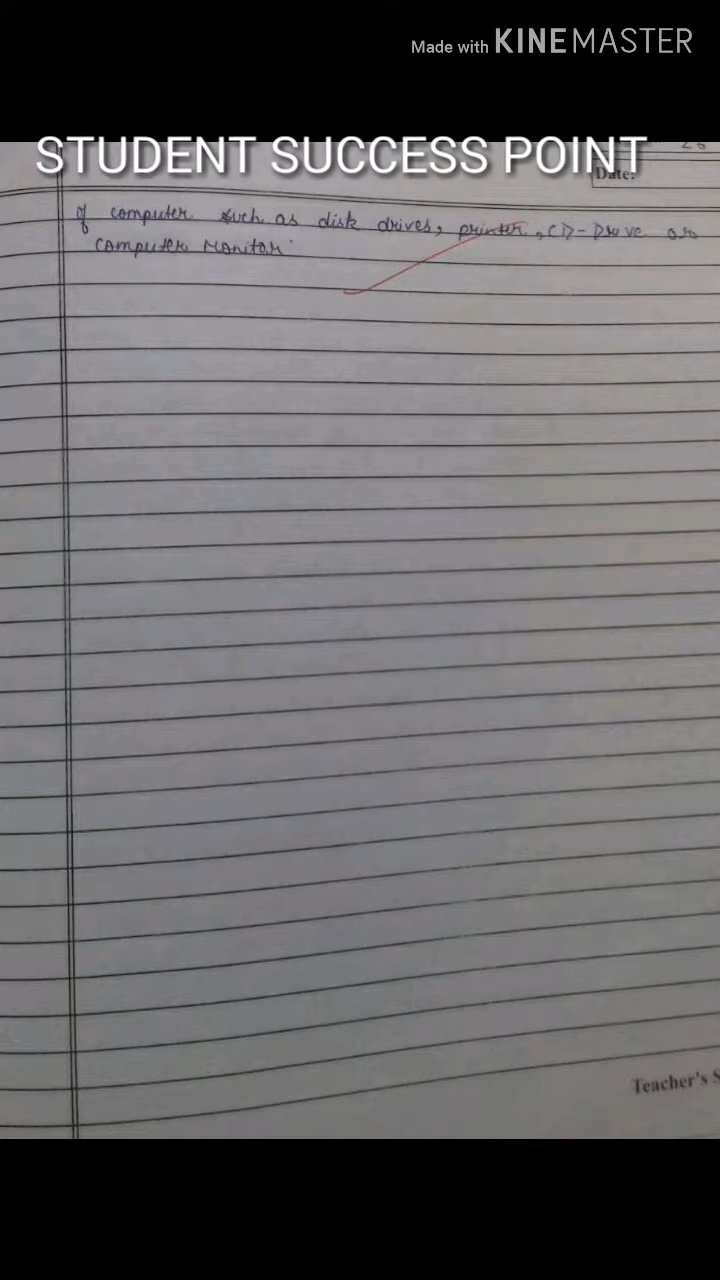 Made with KINEMASTER
STUDENT SUCCESS POINT
Date:
of computer such as disk drives, printer, CD-Drive or
computer Monitor
Teacher's S